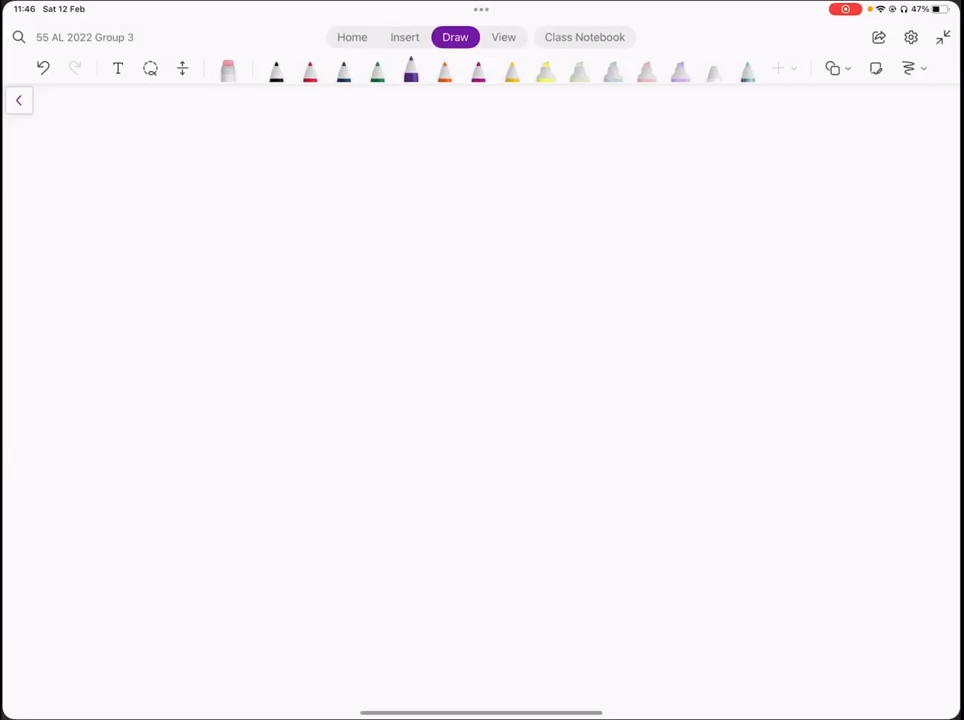 11:46 Sat 12 Feb
47%
55 AL 2022 Group 3
Home Insert Draw View Class Notebook
T